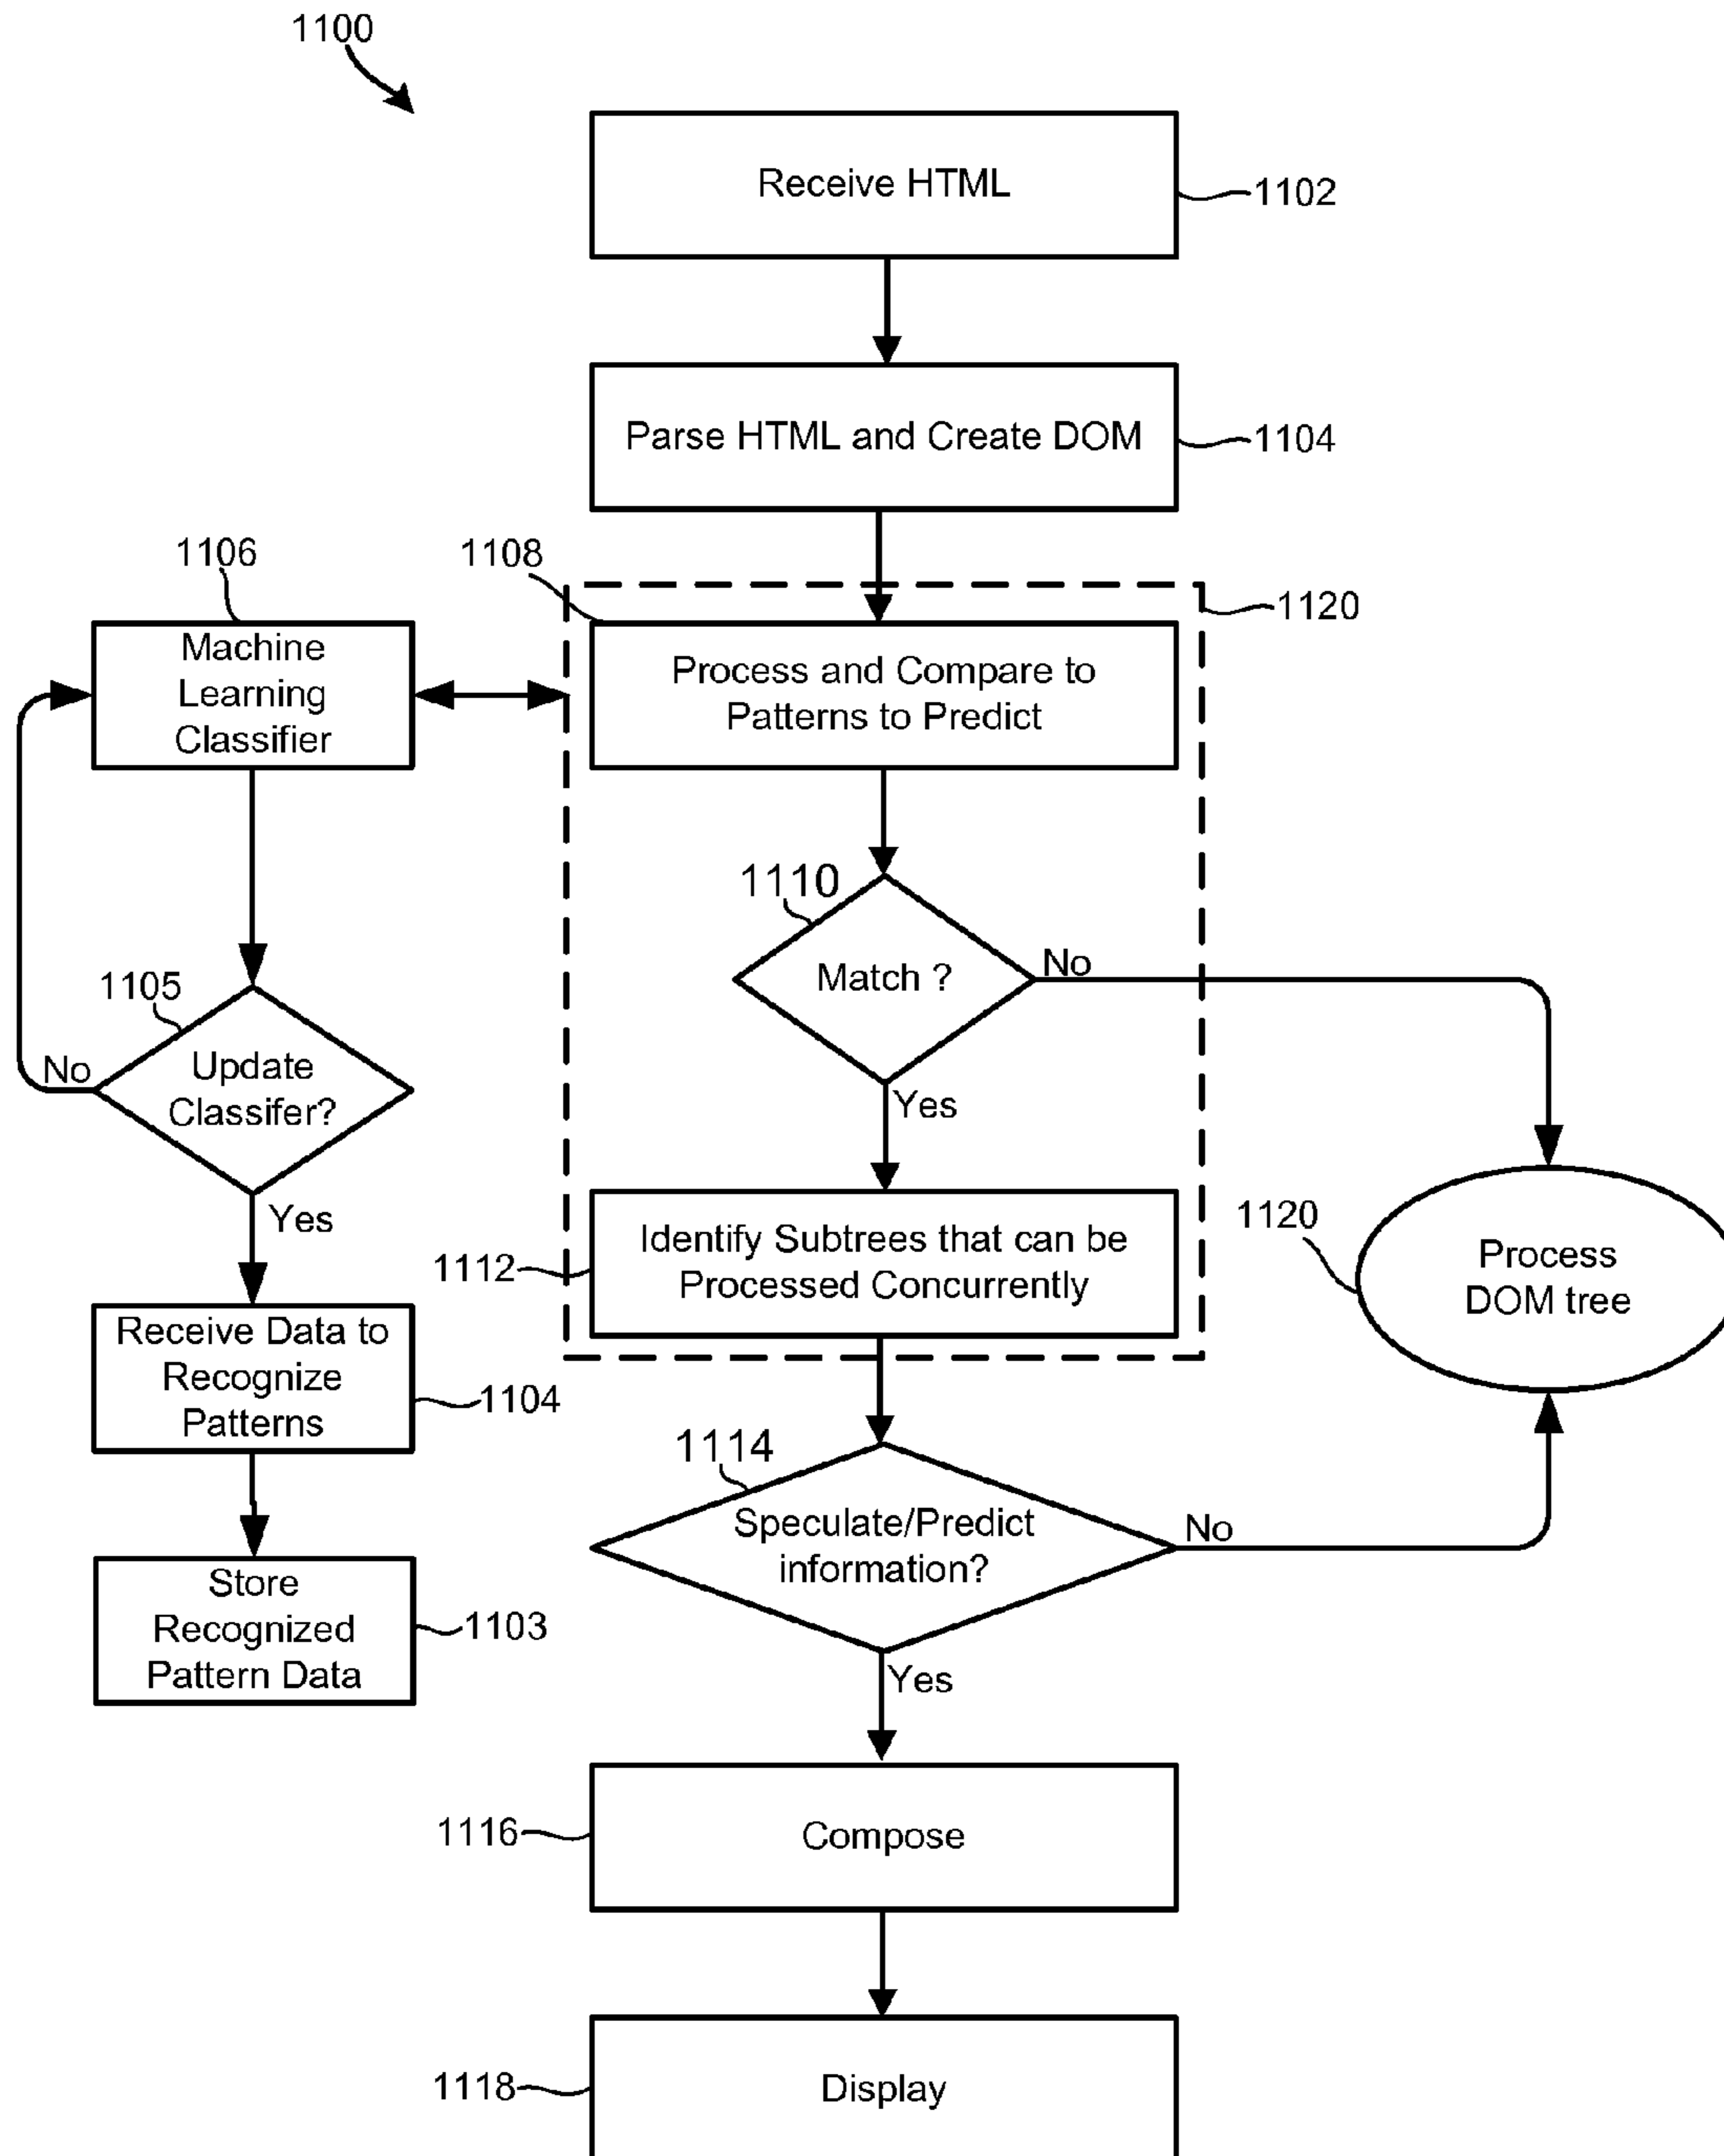 1100
Receive HTML
1102
Parse HTML and Create DOM
1104
1106
1108
1120
Machine
Learning
Classifier
Process and Compare to
Patterns to Predict
1110
Match ?
No
Yes
1105
Update
Classifer?
No
Yes
Identify Subtrees that can be
Processed Concurrently
1112
1120
Process
DOM tree
Receive Data to
Recognize
Patterns
1104
1114
Speculate/Predict
information?
No
Yes
Store
Recognized
Pattern Data
1103
Compose
1116
Display
1118